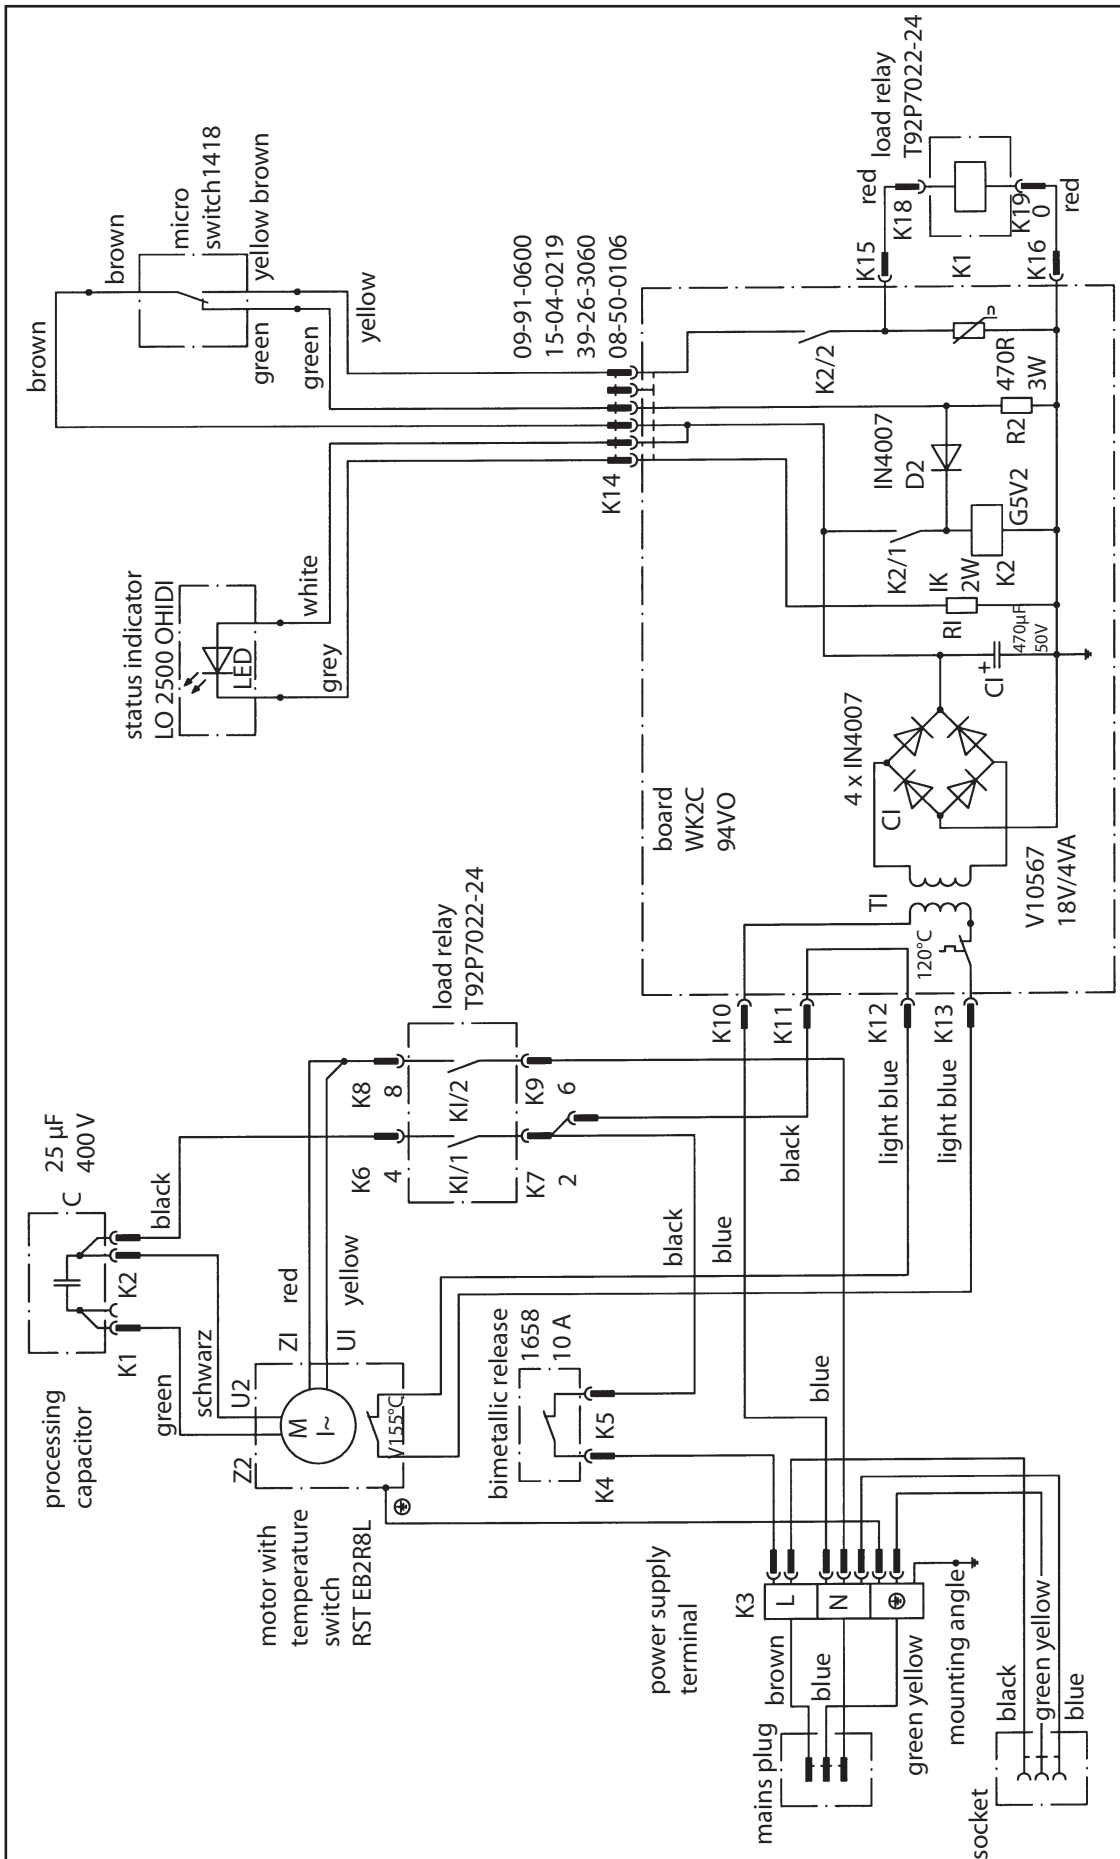 processing
capacitor
C
25 µF
400 V
K1
K2
green
schwarz
black
Z2
U2
ZI
red
UI
yellow
M
I~
V155°C
motor with
temperature
switch
RST EB2R8L
bimetallic release
1658
10 A
K4
K5
black
blue
blue
K6
4
K8
8
KI/1
KI/2
K7
2
K9
6
load relay
T92P7022-24
black
light blue
light blue
K10
K11
K12
K13
power supply
terminal
K3
L
N
brown
blue
green yellow
mounting angle
mains plug
socket
black
green yellow
blue
status indicator
LO 2500 OHIDI
LED
white
grey
brown
brown
micro
switch1418
yellow brown
green
green
yellow
09-91-0600
15-04-0219
39-26-3060
08-50-0106
K14
board
WK2C
94VO
TI
120°C
V10567
18V/4VA
CI
4 x IN4007
CI
+
470µF
50V
RI
IK
2W
K2/1
K2
G5V2
IN4007
D2
R2
470R
3W
K2/2
K15
K16
K1
red
K18
load relay
T92P7022-24
K19
0
red